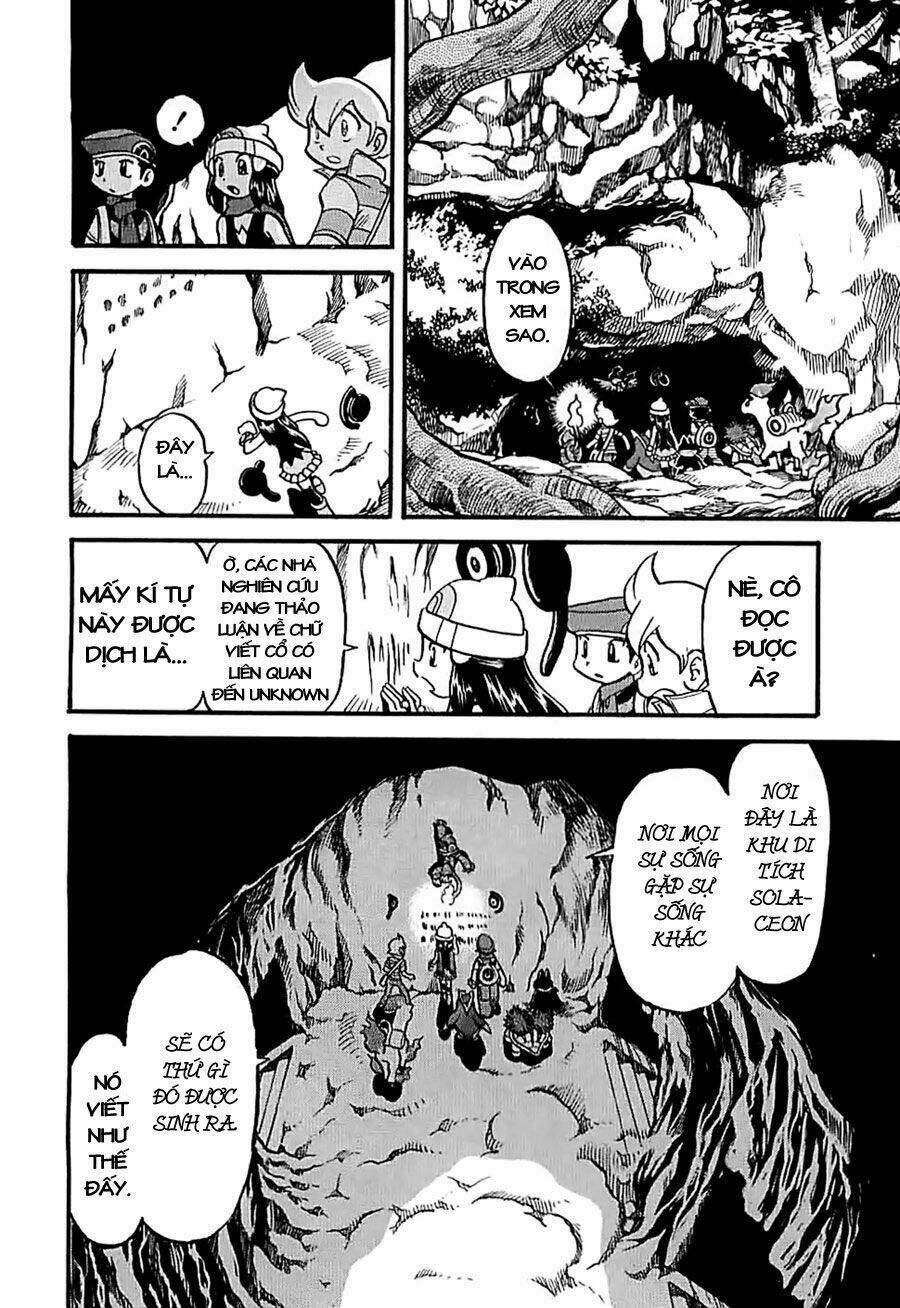 VÀO
TRONG
XEM
SAO.
!
ĐÂY
LÀ...
NÈ, CÔ
ĐỌC
ĐƯỢC
À?
Ờ, CÁC NHÀ
NGHIÊN CỨU
ĐANG THẢO
LUẬN VỀ CHỮ
VIẾT CỔ CÓ
LIÊN QUAN
ĐẾN UNKNOWN
MẤY KÍ TỰ
NÀY ĐƯỢC
DỊCH LÀ...
NƠI
ĐÂY LÀ
KHU DI
TÍCH
SOLA-
CEON
NƠI MỌI
SỰ SỐNG
GẶP SỰ
SỐNG
KHÁC
SẼ CÓ
THỨ GÌ
ĐÓ ĐƯỢC
SINH RA
NÓ
VIẾT
NHƯ
THẾ
ĐẤY.